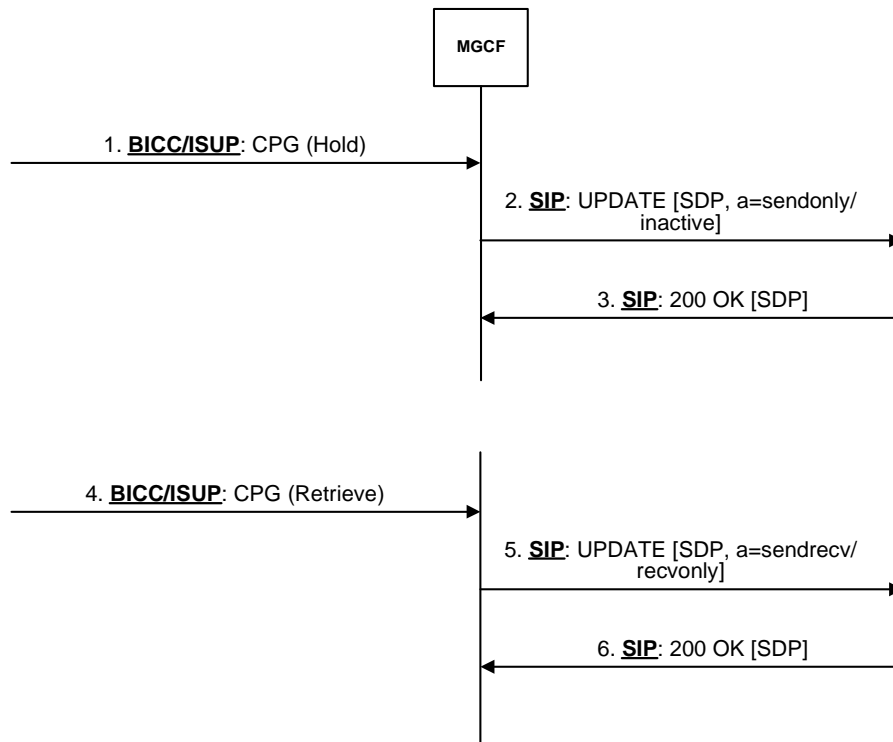 MGCF
1. BICC/ISUP: CPG (Hold)
2. SIP: UPDATE [SDP, a=sendonly/
inactive]
3. SIP: 200 OK [SDP]
4. BICC/ISUP: CPG (Retrieve)
5. SIP: UPDATE [SDP, a=sendrecv/
recvonly]
6. SIP: 200 OK [SDP]